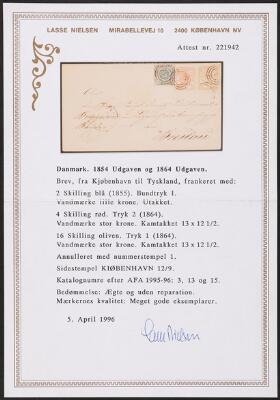 LASSE NIELSEN MIRABELLEVEJ 10 2400 KØBENHAVN NV
Attest nr. 221942
Danmark. 1854 Udgaven og 1864 Udgaven.
Brev, fra Kjøbenhavn til Tyskland, frankeret med:
2 Skilling blå (1855). Bundtryk I.
Vandmærke lille krone. Utakket.
4 Skilling rød. Tryk 2 (1864).
Vandmærke stor krone. Kamtakket 13 x 12 1/2.
16 Skilling oliven. Tryk 1 (1864).
Vandmærke stor krone. Kamtakket 13 x 12 1/2.
Annulleret med nummerstempel 1.
Sidestempel KIØBENHAVN 12/9.
Katalognumre efter AFA 1995-96: 3, 13 og 15.
Bedømmelse: Ægte og uden reparation.
Mærkernes kvalitet: Meget gode eksemplarer.
5. April 1996
Lasse Nielsen